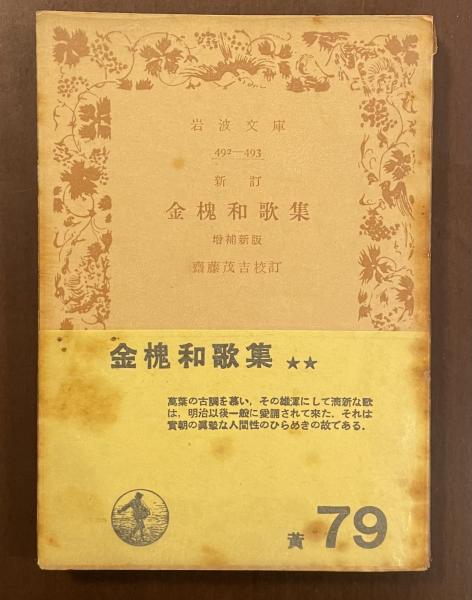 岩波文庫
492—493
新訂
金槐和歌集
増補新版
齋藤茂吉校訂
金槐和歌集 ★★
萬葉の古調を慕い，その雄渾にして清新な歌
は，明治以後一般に愛誦されて來た．それは
實朝の眞摯な人間性のひらめきの故である．
黃 79